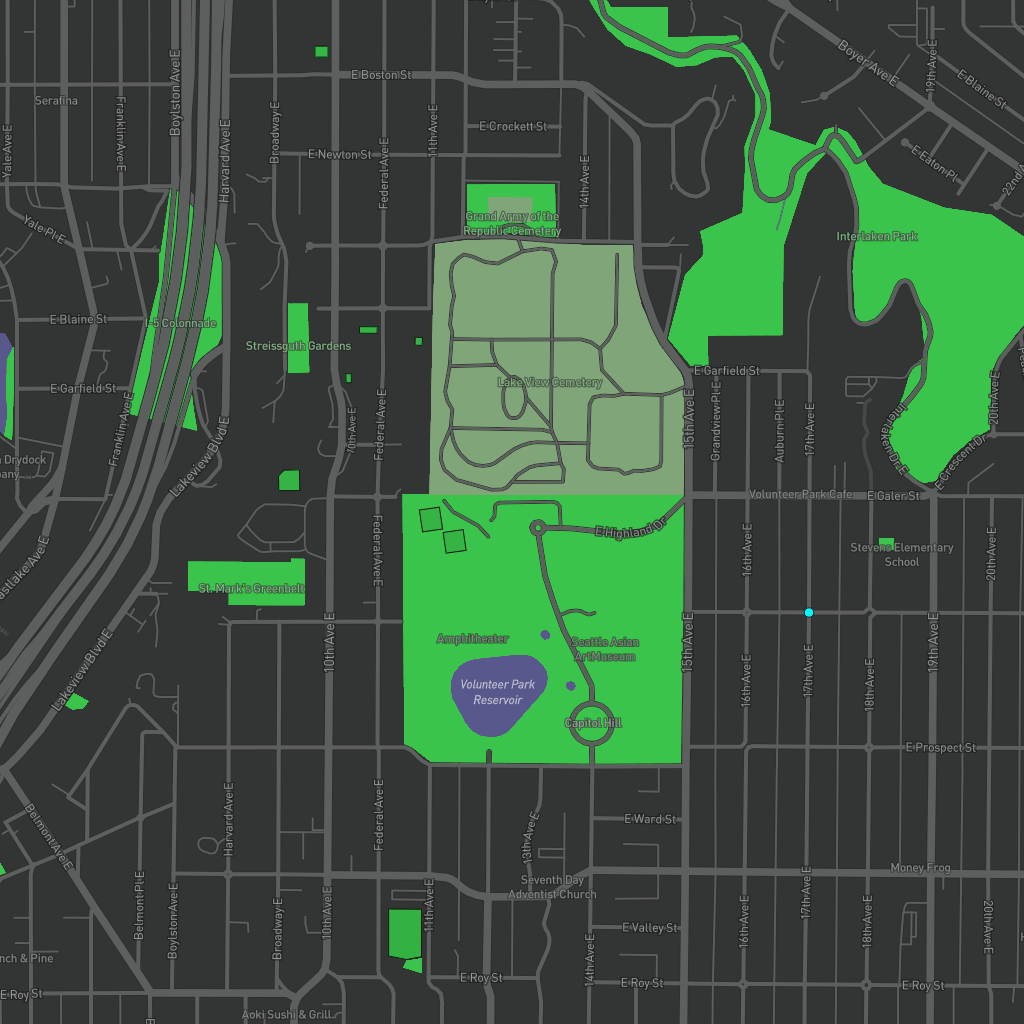 E Boston St
Serafina
Boylston Ave E
Franklin Ave E
Yale Ave E
Harvard Ave E
Broadway E
Federal Ave E
11th Ave E
E Crockett St
E Newton St
14th Ave E
Boyer Ave E
19th Ave E
E Blaine St
E Eaton Pl
22nd
Yale Pl E
Grand Army of the
Republic Cemetery
Interlaken Park
E Blaine St
I-5 Colonnade
Streissguth Gardens
E Garfield St
Lake View Cemetery
E Garfield St
Franklin Ave E
Lakeview Blvd E
10th Ave E
Federal Ave E
15th Ave E
Grandview Pl E
Auburn Pl E
17th Ave E
Interlaken Dr E
20th Ave E
E Crescent Dr
Drydock
Volunteer Park Cafe
E Galer St
E Highland Dr
Federal Ave E
16th Ave E
Stevens Elementary
School
20th Ave E
St. Mark's Greenbelt
10th Ave E
Amphitheater
Seattle Asian
Art Museum
15th Ave E
Lakeview Blvd E
Volunteer Park
Reservoir
16th Ave E
17th Ave E
18th Ave E
19th Ave E
Capitol Hill
E Prospect St
Belmont Ave E
Harvard Ave E
Federal Ave E
13th Ave E
E Ward St
Money Frog
Seventh Day
Adventist Church
Belmont Pl E
Boylston Ave E
Broadway E
10th Ave E
11th Ave E
14th Ave E
E Valley St
16th Ave E
17th Ave E
18th Ave E
20th Ave E
nch & Pine
E Roy St
E Roy St
E Roy St
E Roy St
Aoki Sushi & Grill